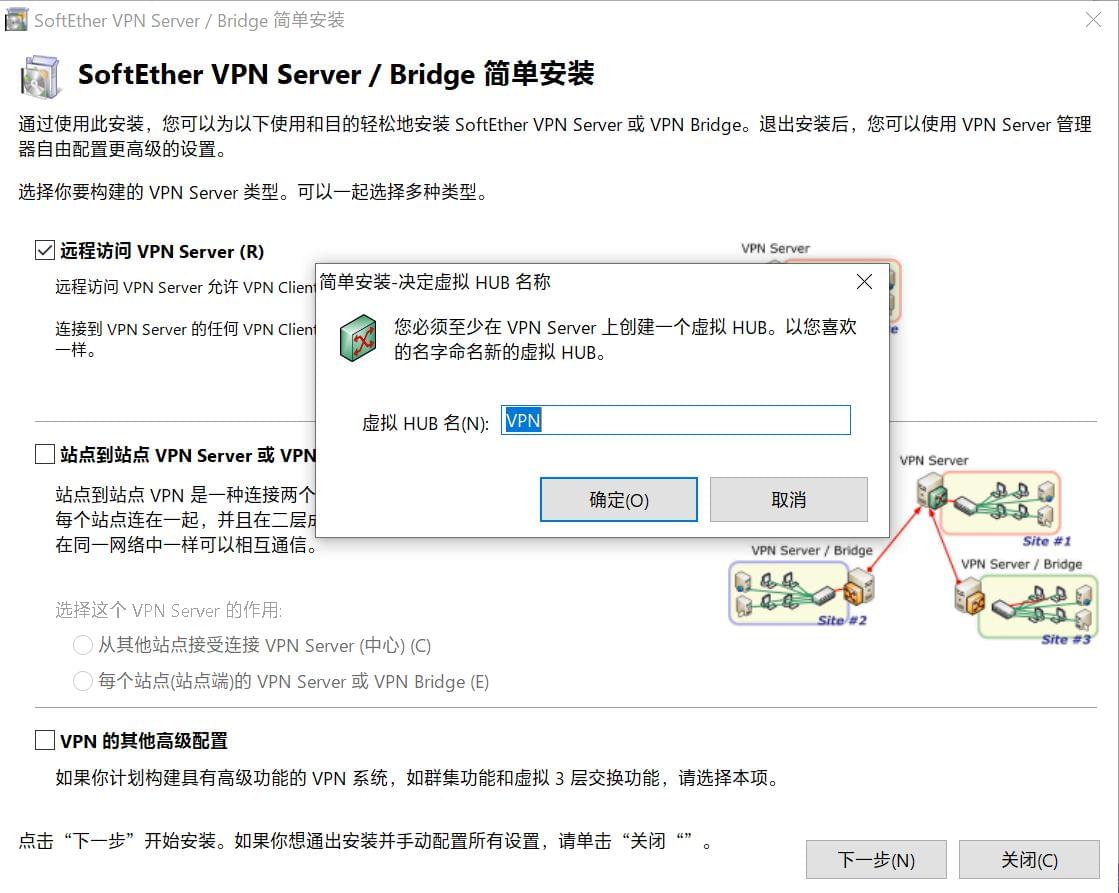 SoftEther VPN Server / Bridge 简单安装
SoftEther VPN Server / Bridge 简单安装
通过使用此安装，您可以为以下使用和目的轻松地安装 SoftEther VPN Server 或 VPN Bridge。退出安装后，您可以使用 VPN Server 管理
器自由配置更高级的设置。
选择你要构建的 VPN Server 类型。可以一起选择多种类型。
远程访问 VPN Server (R)
远程访问 VPN Server 允许 VPN Client
连接到 VPN Server 的任何 VPN Client
一样。
VPN Server
简单安装-决定虚拟 HUB 名称
您必须至少在 VPN Server 上创建一个虚拟 HUB。以您喜欢
的名字命名新的虚拟 HUB。
虚拟 HUB 名(N):
VPN
确定(O)
取消
站点到站点 VPN Server 或 VPN
站点到站点 VPN 是一种连接两个
每个站点连在一起，并且在二层
在同一网络中一样可以相互通信。
VPN Server
Site #1
VPN Server / Bridge
Site #2
VPN Server / Bridge
Site #3
选择这个 VPN Server 的作用:
从其他站点接受连接 VPN Server (中心) (C)
每个站点(站点端)的 VPN Server 或 VPN Bridge (E)
VPN 的其他高级配置
如果你计划构建具有高级功能的 VPN 系统，如群集功能和虚拟 3 层交换功能，请选择本项。
点击“下一步”开始安装。如果你想通出安装并手动配置所有设置，请单击“关闭“”。
下一步(N)
关闭(C)